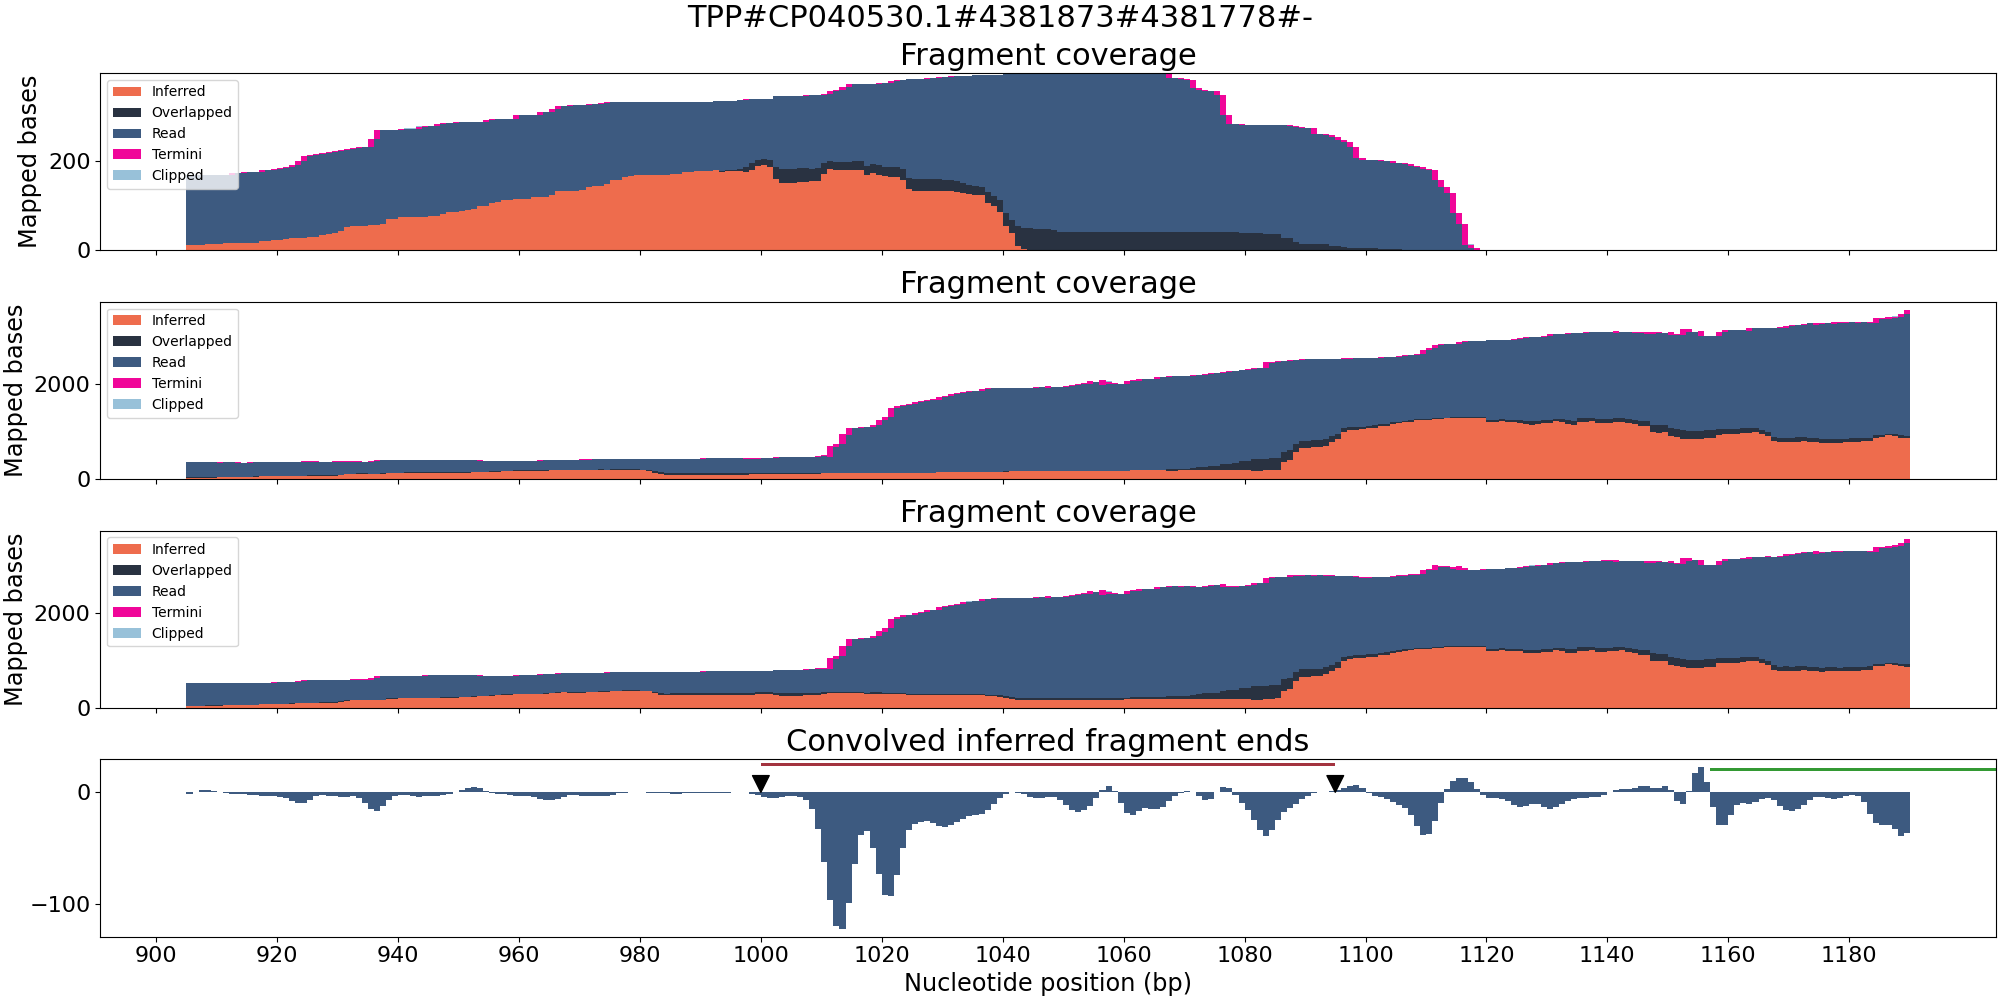 TPP#CP040530.1#4381873#4381778#-
Fragment coverage
Mapped bases
200
0
Inferred
Overlapped
Read
Termini
Clipped
Fragment coverage
Mapped bases
2000
0
Inferred
Overlapped
Read
Termini
Clipped
Fragment coverage
Mapped bases
2000
0
Inferred
Overlapped
Read
Termini
Clipped
Convolved inferred fragment ends
0
−100
900 920 940 960 980 1000 1020 1040 1060 1080 1100 1120 1140 1160 1180
Nucleotide position (bp)